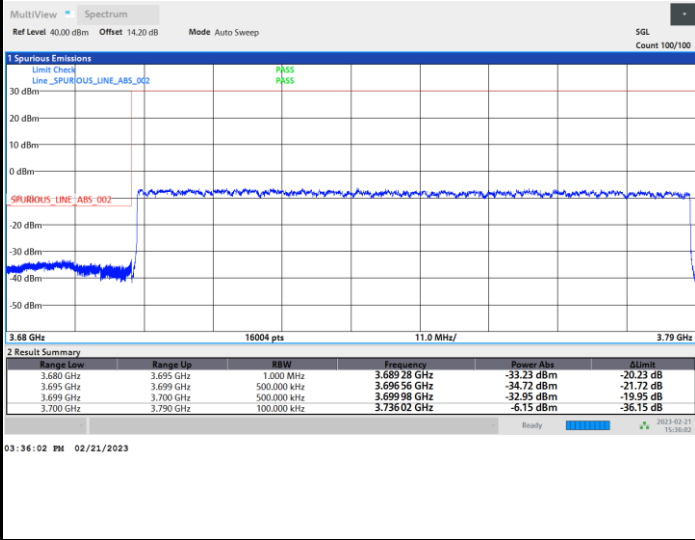 MultiView Spectrum
Ref Level 40.00 dBm Offset 14.20 dB Mode Auto Sweep SGL
Count 100/100
1 Spurious Emissions
Limit Check PASS
Line _SPURIOUS_LINE_ABS_002 PASS
30 dBm
20 dBm
10 dBm
0 dBm
_SPURIOUS_LINE_ABS_002
-20 dBm
-30 dBm
-40 dBm
-50 dBm
3.68 GHz 16004 pts 11.0 MHz/ 3.79 GHz
2 Result Summary
Range Low Range Up RBW Frequency Power Abs ΔLimit
3.680 GHz 3.695 GHz 1.000 MHz 3.689 28 GHz -33.23 dBm -20.23 dB
3.695 GHz 3.699 GHz 500.000 kHz 3.696 56 GHz -34.72 dBm -21.72 dB
3.699 GHz 3.700 GHz 500.000 kHz 3.699 98 GHz -32.95 dBm -19.95 dB
3.700 GHz 3.790 GHz 100.000 kHz 3.736 02 GHz -6.15 dBm -36.15 dB
Ready 2023-02-21
15:36:02
03:36:02 PM 02/21/2023